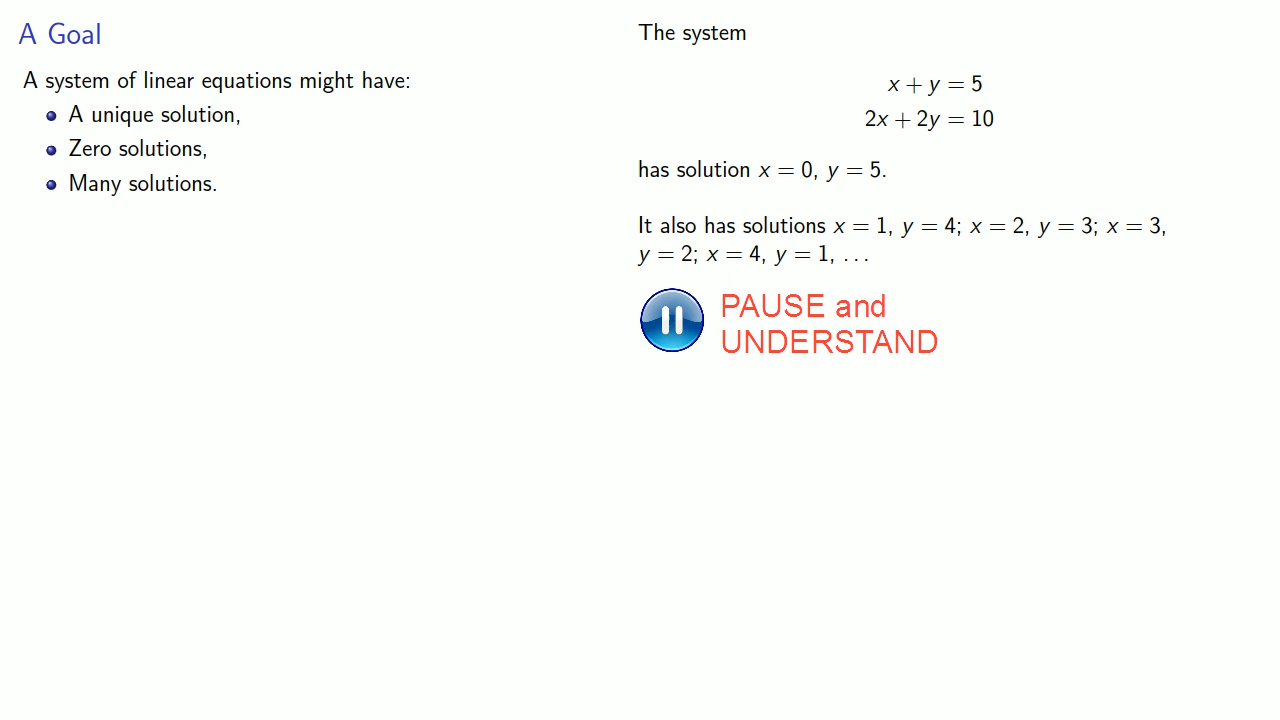 A Goal
A system of linear equations might have:
A unique solution,
Zero solutions,
Many solutions.
The system
x + y = 5
2x + 2y = 10
has solution x = 0, y = 5.
It also has solutions x = 1, y = 4; x = 2, y = 3; x = 3,
y = 2; x = 4, y = 1, ...
PAUSE and
UNDERSTAND